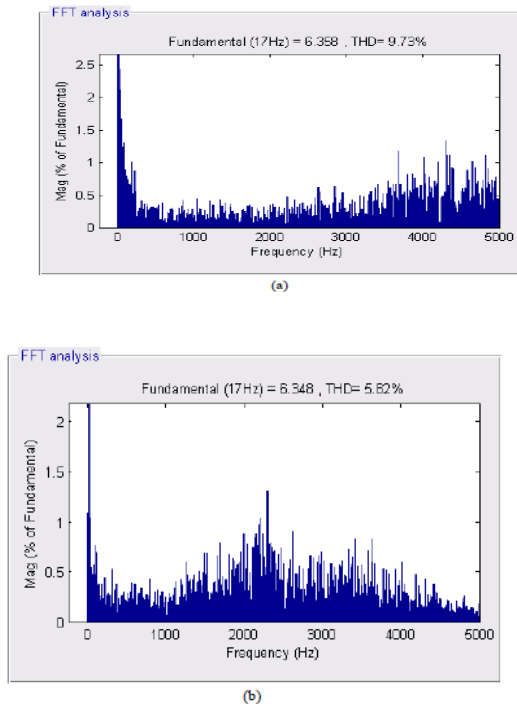 FFT analysis
Fundamental (17Hz) = 6.358 , THD= 9.73%
2.5
2
1.5
1
0.5
0
Mag (% of Fundamental)
0 1000 2000 3000 4000 5000
Frequency (Hz)
(a)
FFT analysis
Fundamental (17Hz) = 6.348 , THD= 5.62%
2
1.5
1
0.5
0
Mag (% of Fundamental)
0 1000 2000 3000 4000 5000
Frequency (Hz)
(b)